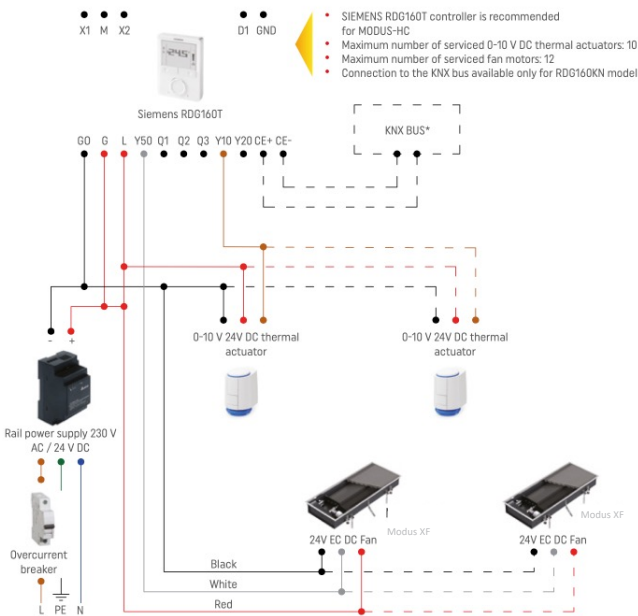 X1 M X2
D1 GND
• SIEMENS RDG160T controller is recommended
for MODUS-HC
• Maximum number of serviced 0-10 V DC thermal actuators: 10
• Maximum number of serviced fan motors: 12
• Connection to the KNX bus available only for RDG160KN model
Siemens RDG160T
KNX BUS*
GO G L Y50 Q1 Q2 Q3 Y10 Y20 CE+ CE-
- +
0-10 V 24V DC thermal
actuator
0-10 V 24V DC thermal
actuator
Rail power supply 230 V
AC / 24 V DC
Modus XF
Modus XF
24V EC DC Fan
24V EC DC Fan
Overcurrent
breaker
Black
White
Red
L PE N